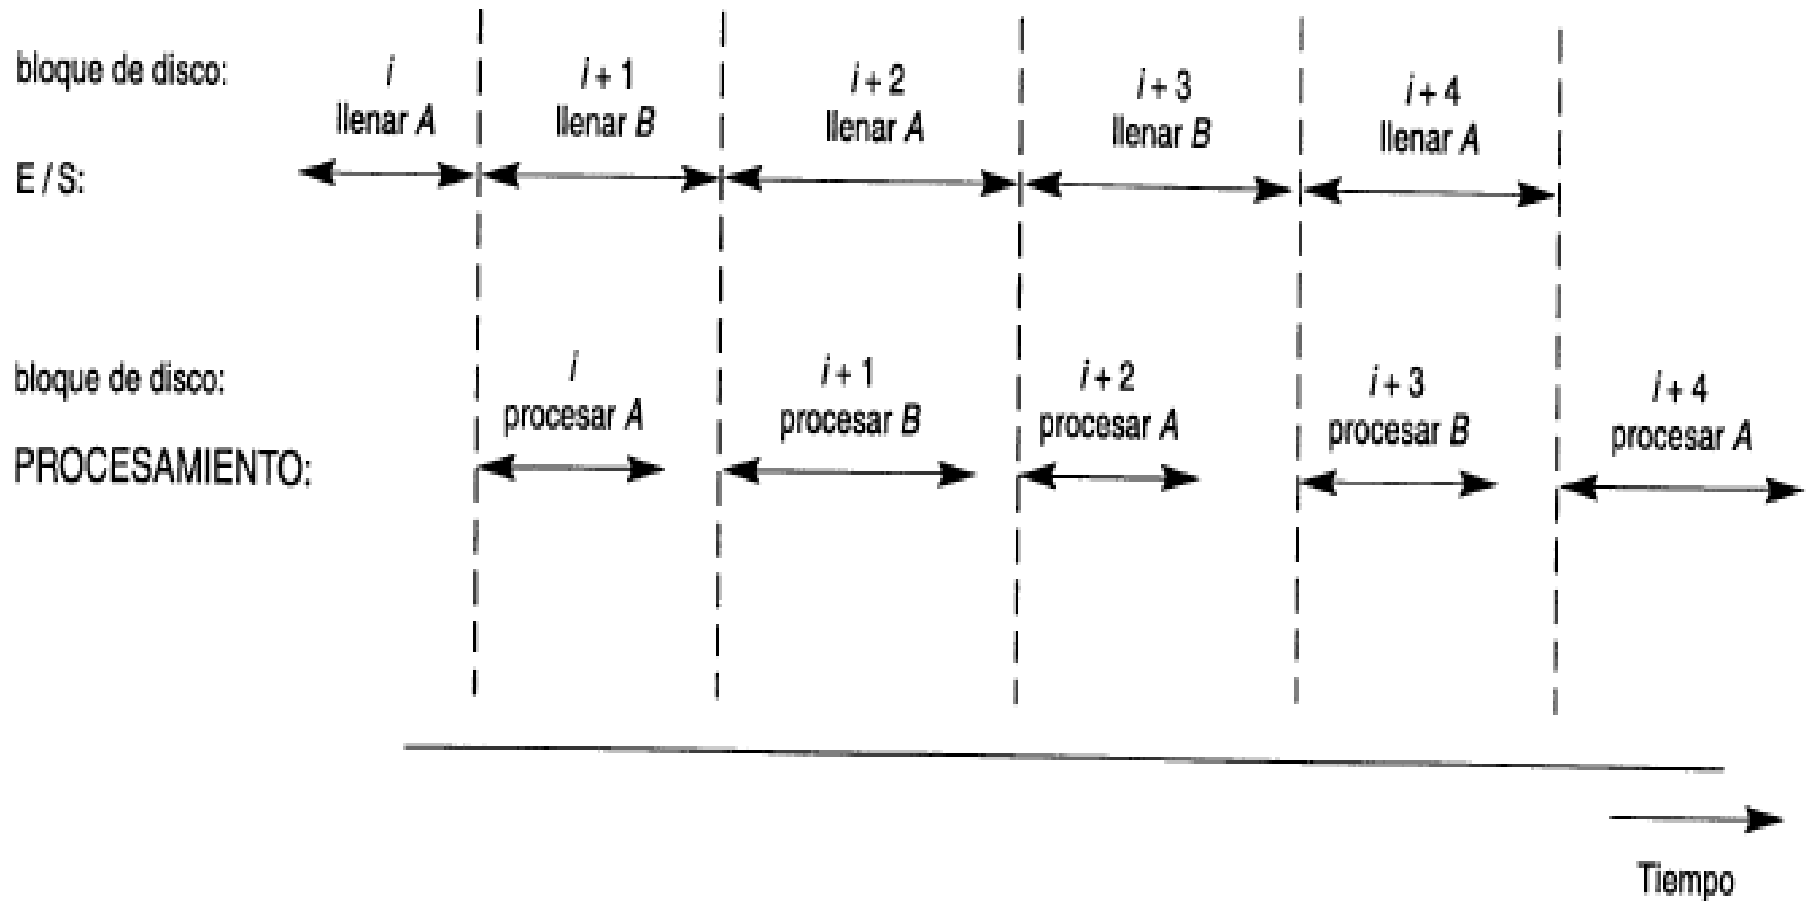 bloque de disco:
i
llenar A
i + 1
llenar B
i + 2
llenar A
i + 3
llenar B
i + 4
llenar A
E / S:
bloque de disco:
i
procesar A
i + 1
procesar B
i + 2
procesar A
i + 3
procesar B
i + 4
procesar A
PROCESAMIENTO:
Tiempo